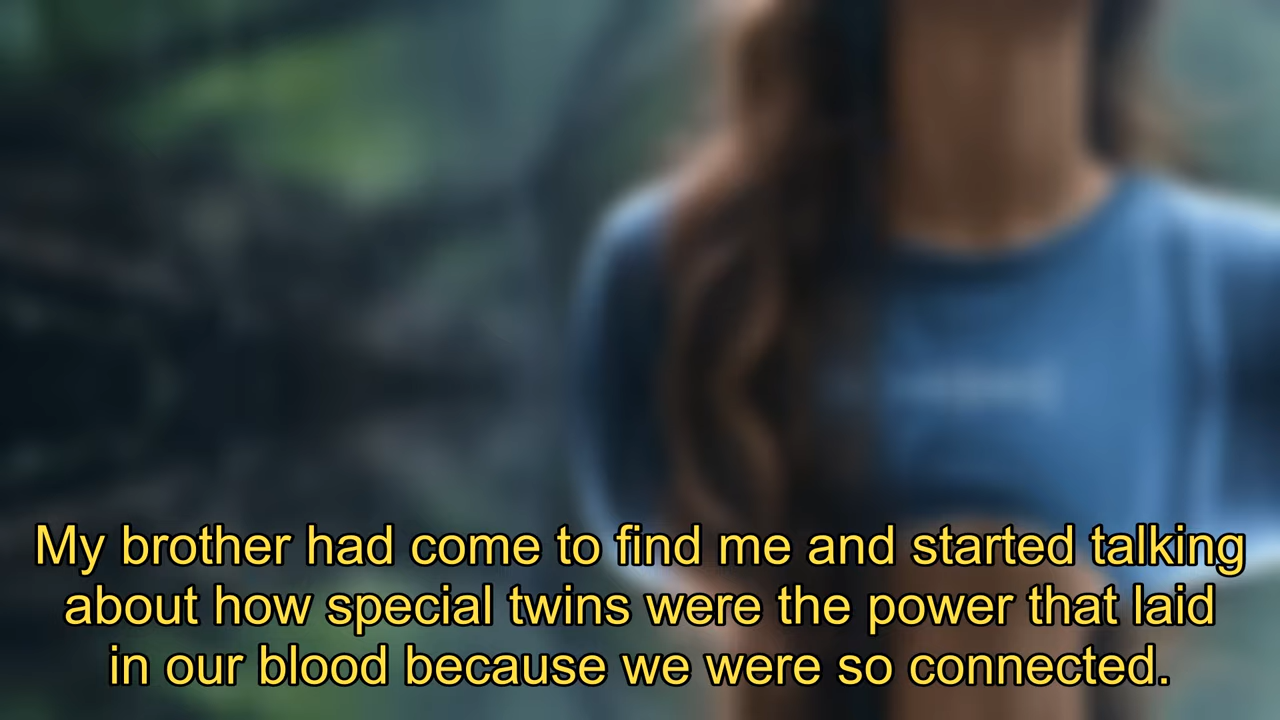 My brother had come to find me and started talking
about how special twins were the power that laid
in our blood because we were so connected.